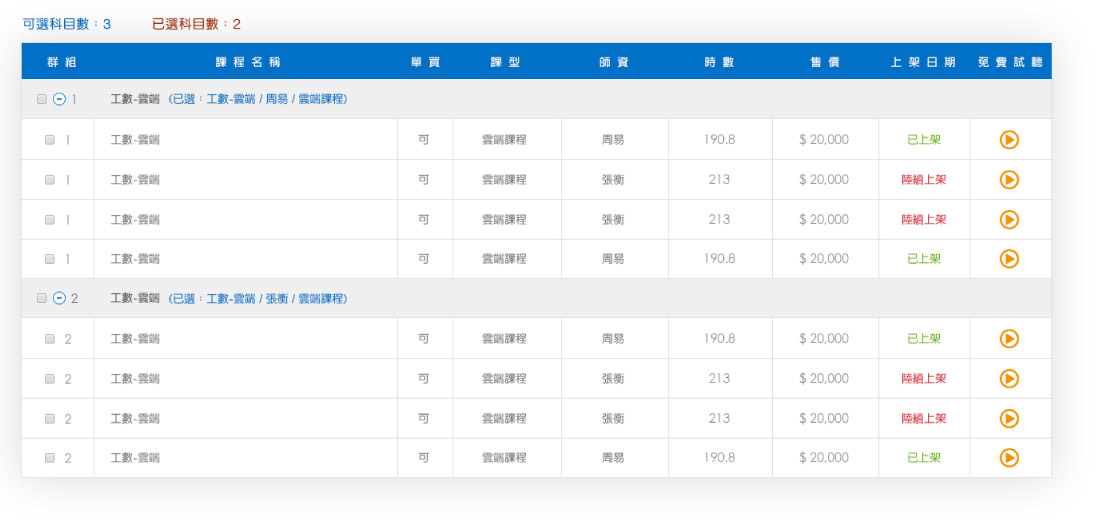 可選科目數：3 已選科目數：2
群組 課程名稱 單買 課型 師資 時數 售價 上架日期 免費試聽
1 工數-雲端 (已選：工數-雲端 / 周易 / 雲端課程)
1 工數-雲端 可 雲端課程 周易 190.8 $ 20,000 已上架
1 工數-雲端 可 雲端課程 張衡 213 $ 20,000 陸續上架
1 工數-雲端 可 雲端課程 張衡 213 $ 20,000 陸續上架
1 工數-雲端 可 雲端課程 周易 190.8 $ 20,000 已上架
2 工數-雲端 (已選：工數-雲端 / 張衡 / 雲端課程)
2 工數-雲端 可 雲端課程 周易 190.8 $ 20,000 已上架
2 工數-雲端 可 雲端課程 張衡 213 $ 20,000 陸續上架
2 工數-雲端 可 雲端課程 張衡 213 $ 20,000 陸續上架
2 工數-雲端 可 雲端課程 周易 190.8 $ 20,000 已上架